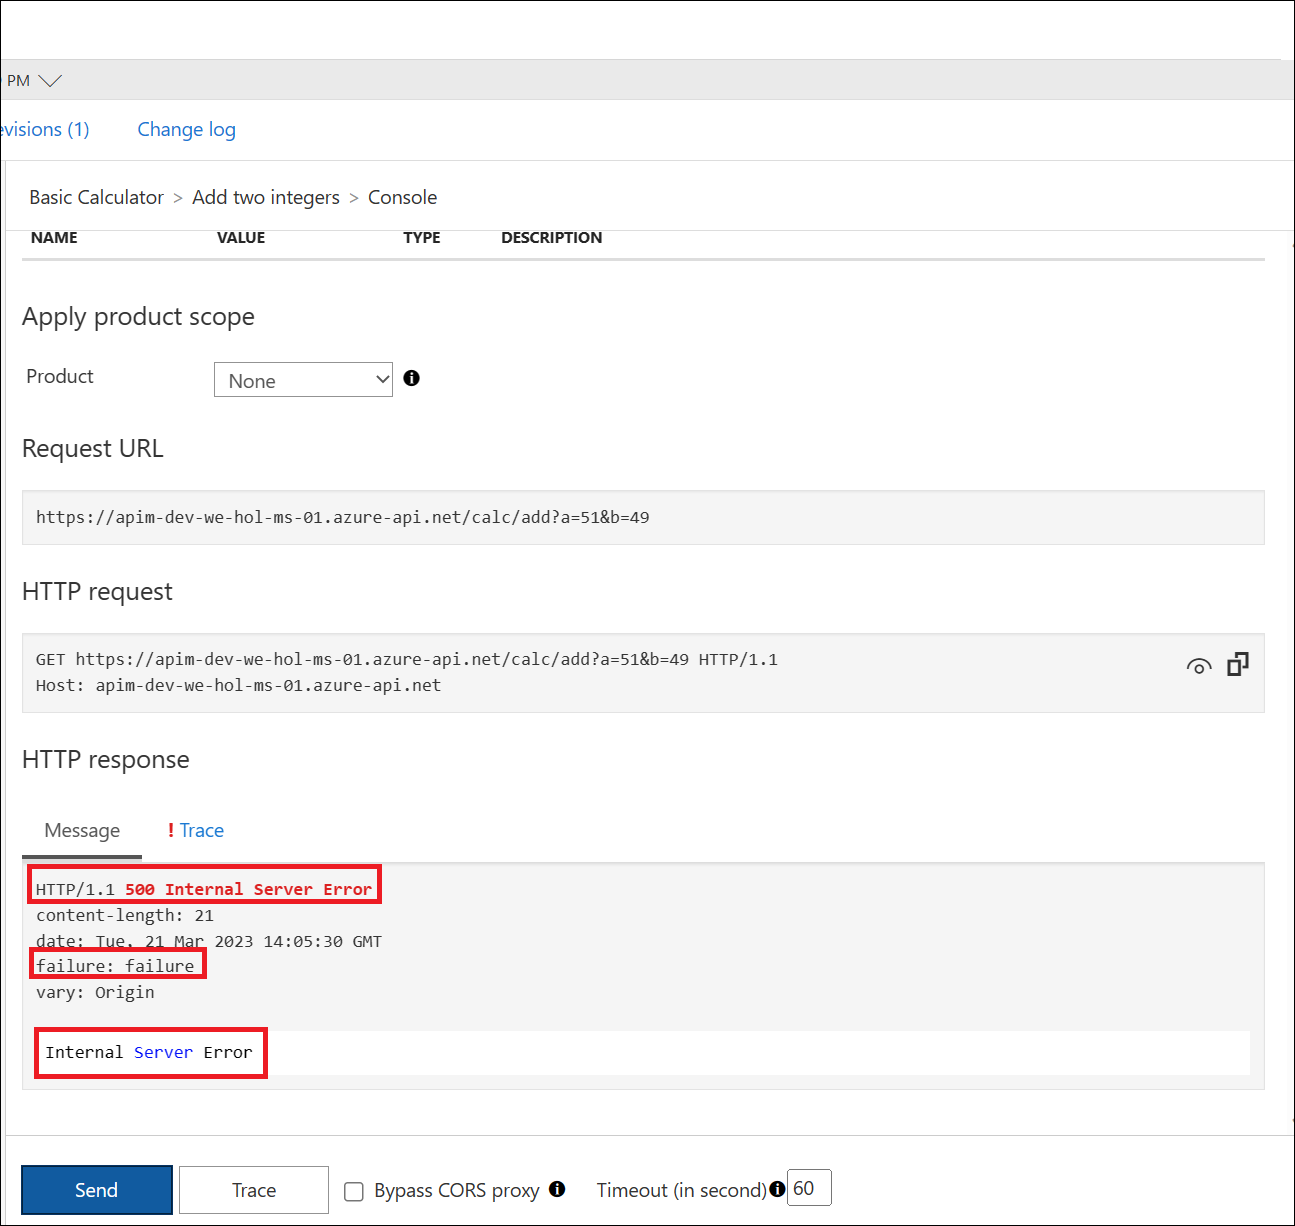 PM
evisions (1) Change log
Basic Calculator > Add two integers > Console
NAME VALUE TYPE DESCRIPTION
Apply product scope
Product None
Request URL
https://apim-dev-we-hol-ms-01.azure-api.net/calc/add?a=51&b=49
HTTP request
GET https://apim-dev-we-hol-ms-01.azure-api.net/calc/add?a=51&b=49 HTTP/1.1
Host: apim-dev-we-hol-ms-01.azure-api.net
HTTP response
Message ! Trace
HTTP/1.1 500 Internal Server Error
content-length: 21
date: Tue, 21 Mar 2023 14:05:30 GMT
failure: failure
vary: Origin
Internal Server Error
Send Trace Bypass CORS proxy Timeout (in second) 60